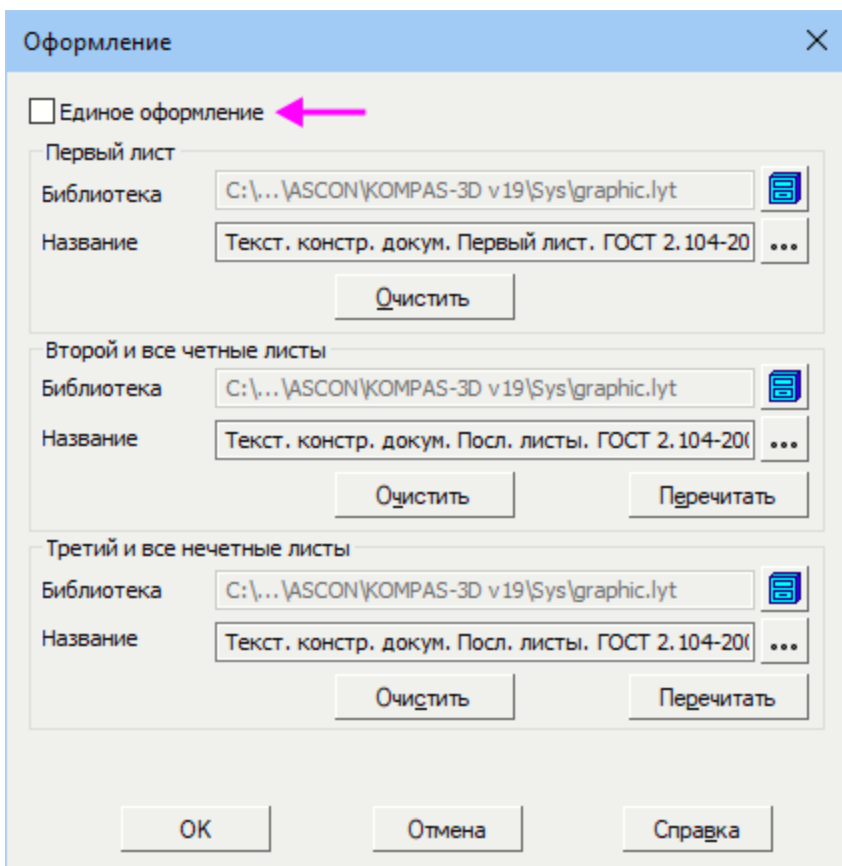 Оформление
Единое оформление
Первый лист
Библиотека C:\...\ASCON\KOMPAS-3D v19\Sys\graphic.lyt
Название Текст. констр. докум. Первый лист. ГОСТ 2.104-20 ...
Очистить
Второй и все четные листы
Библиотека C:\...\ASCON\KOMPAS-3D v19\Sys\graphic.lyt
Название Текст. констр. докум. Посл. листы. ГОСТ 2.104-20( ...
Очистить Перечитать
Третий и все нечетные листы
Библиотека C:\...\ASCON\KOMPAS-3D v19\Sys\graphic.lyt
Название Текст. констр. докум. Посл. листы. ГОСТ 2.104-20( ...
Очистить Перечитать
OK Отмена Справка